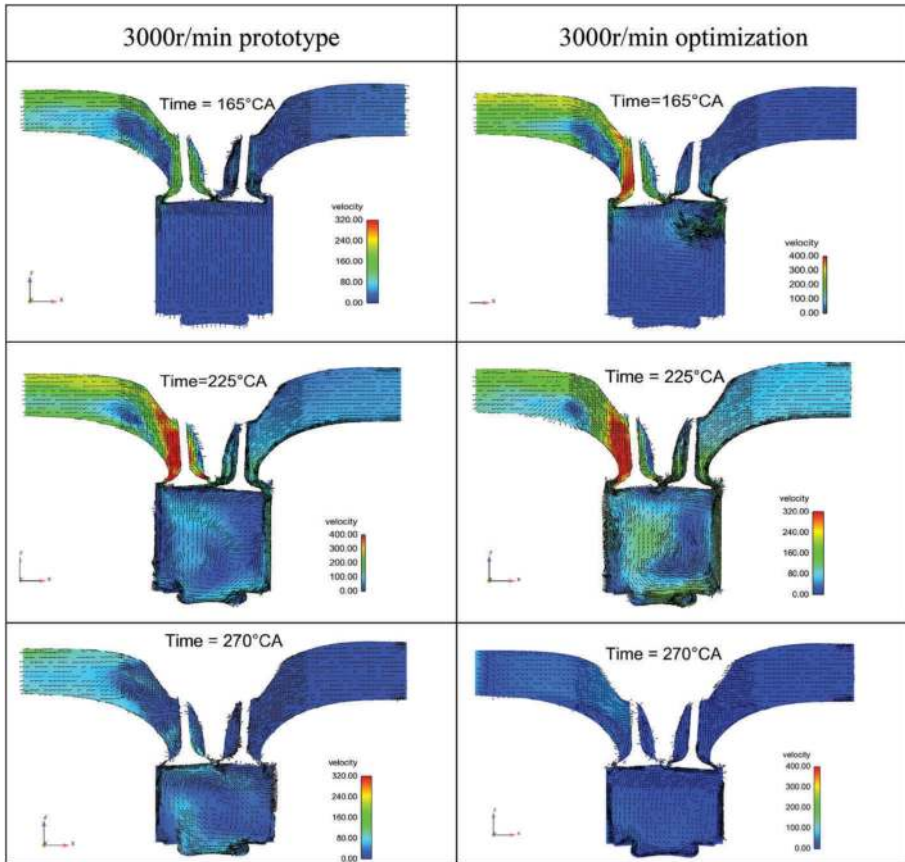 3000r/min prototype
3000r/min optimization
Time = 165°CA
velocity
320.00
240.00
160.00
80.00
0.00
Time=165°CA
velocity
400.00
300.00
200.00
100.00
0.00
Time=225°CA
velocity
400.00
300.00
200.00
100.00
0.00
Time = 225°CA
velocity
320.00
240.00
160.00
80.00
0.00
Time = 270°CA
velocity
320.00
240.00
160.00
80.00
0.00
Time = 270°CA
velocity
400.00
300.00
200.00
100.00
0.00